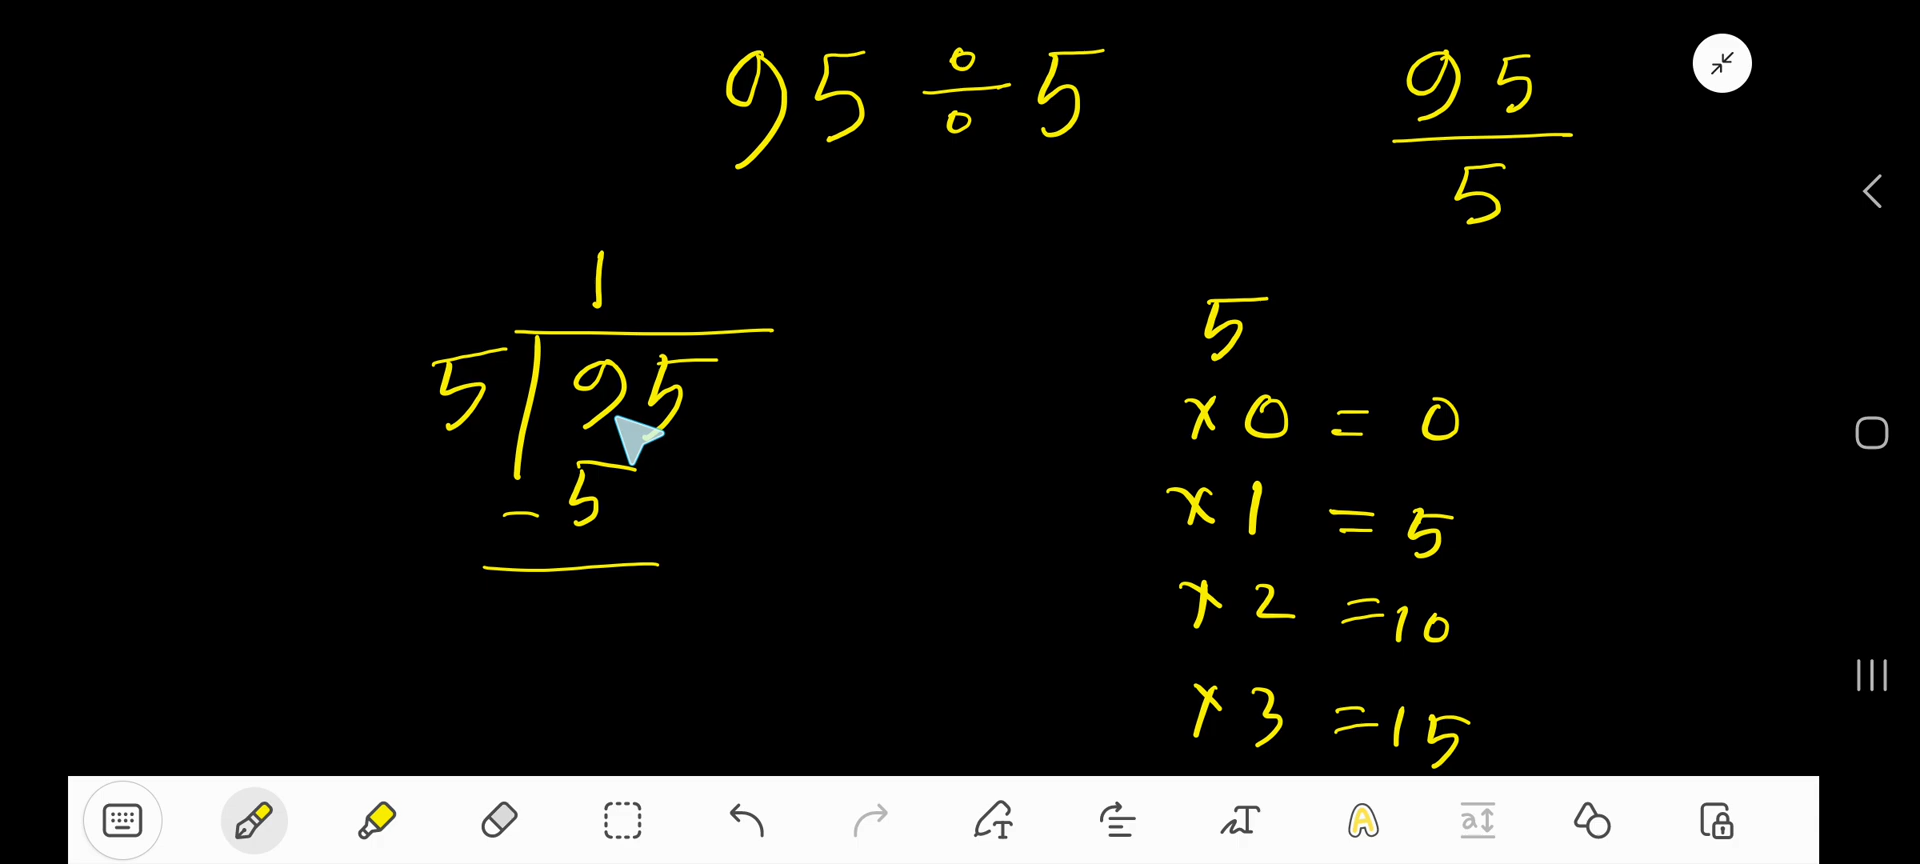 95 ÷ 5
95
5
1
5 95
- 5
5
× 0 = 0
× 1 = 5
× 2 = 10
× 3 = 15